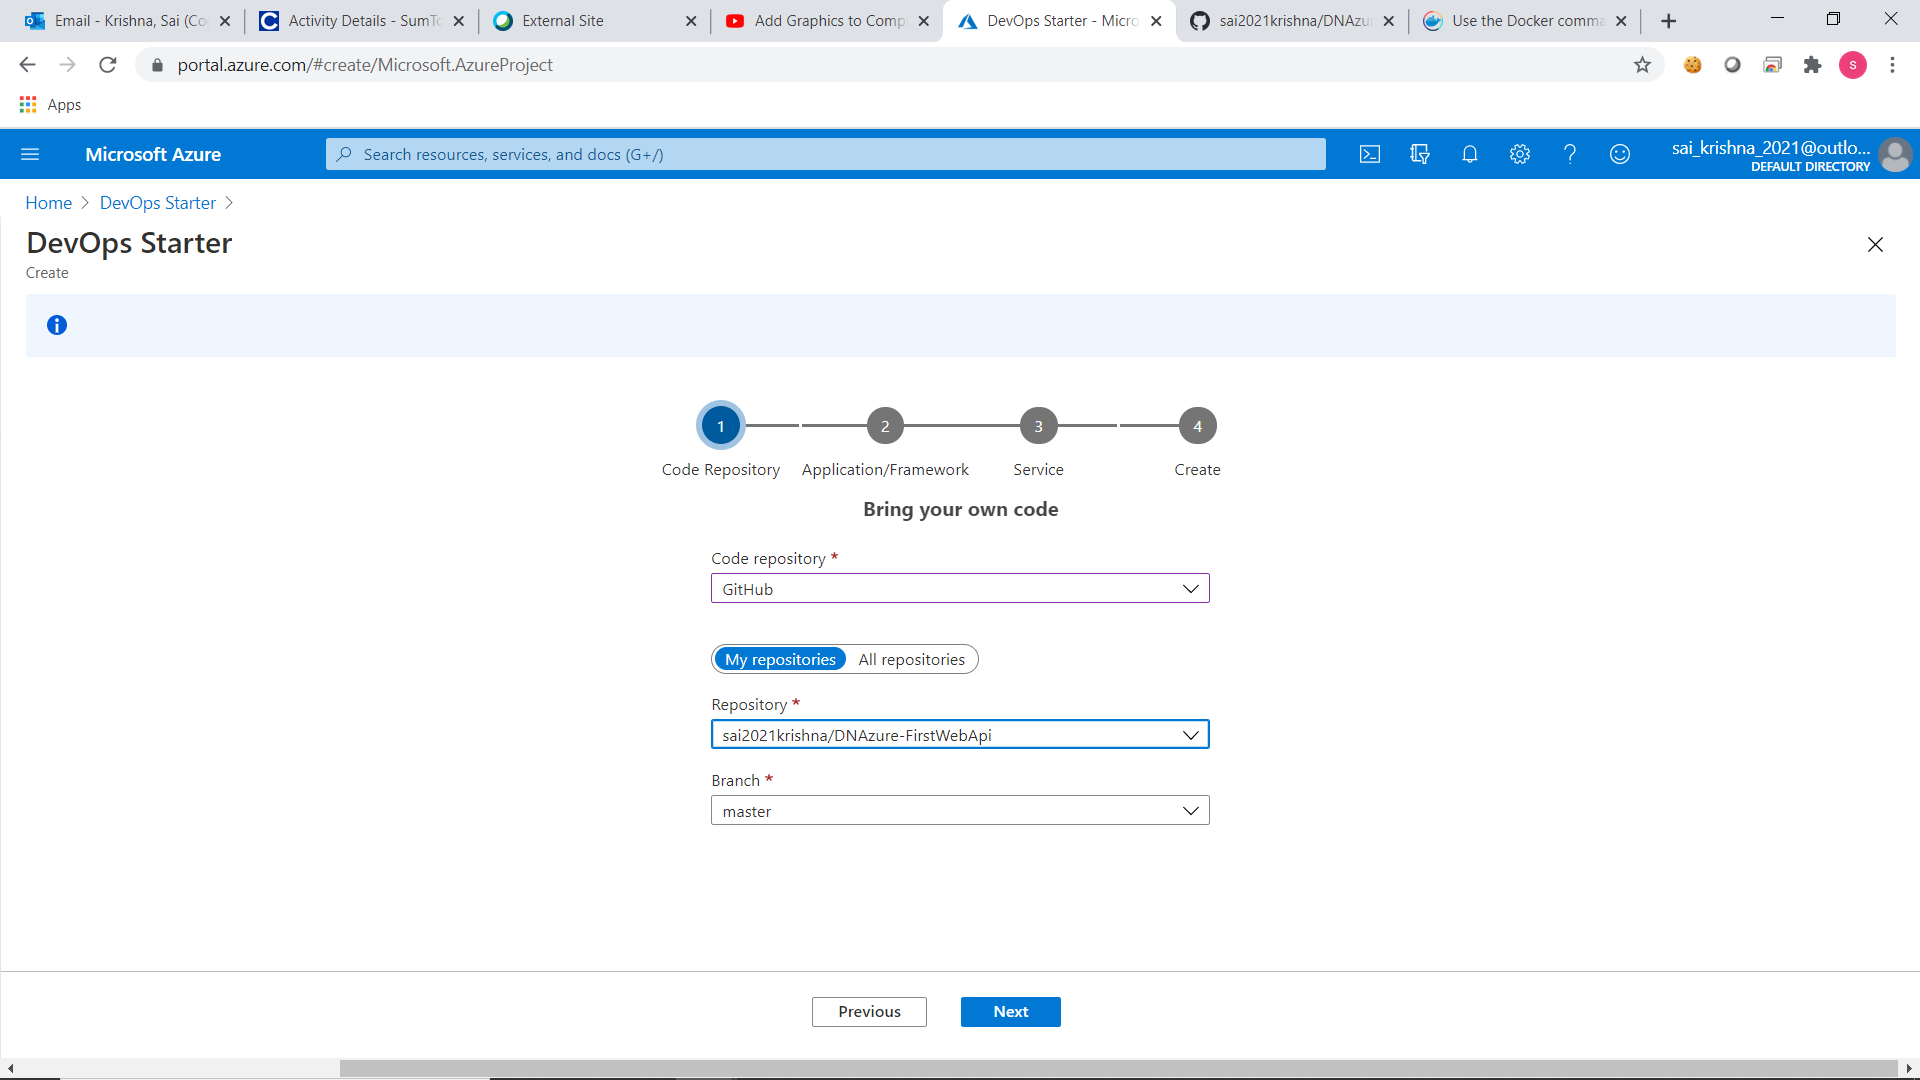 Email - Krishna, Sai (Co
Activity Details - SumTo
External Site
Add Graphics to Comp
DevOps Starter - Micro
sai2021krishna/DNAzu
Use the Docker comma
portal.azure.com/#create/Microsoft.AzureProject
S
Apps
Microsoft Azure
Search resources, services, and docs (G+/)
sai_krishna_2021@outlo...
DEFAULT DIRECTORY
Home > DevOps Starter >
DevOps Starter
Create
1
2
3
4
Code Repository
Application/Framework
Service
Create
Bring your own code
Code repository *
GitHub
My repositories
All repositories
Repository *
sai2021krishna/DNAzure-FirstWebApi
Branch *
master
Previous
Next